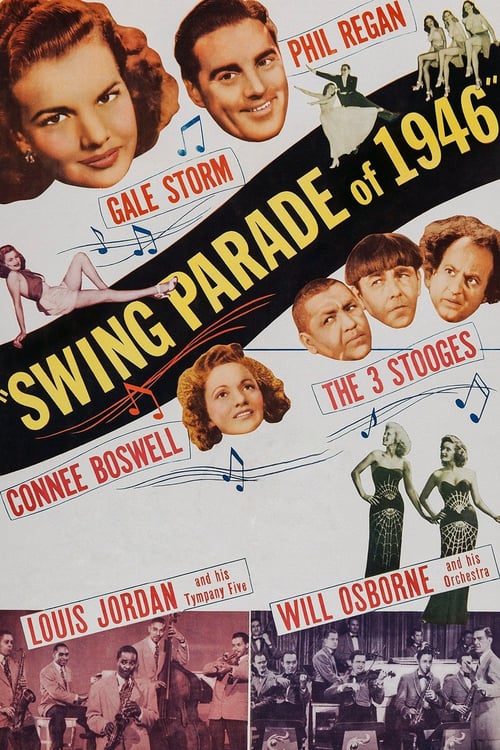 PHIL REGAN
GALE STORM
"SWING PARADE of 1946"
THE 3 STOOGES
CONNEE BOSWELL
LOUIS JORDAN and his Tympany Five
WILL OSBORNE and his Orchestra